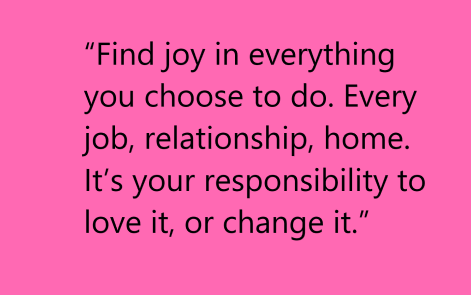 “Find joy in everything
you choose to do. Every
job, relationship, home.
It’s your responsibility to
love it, or change it.”